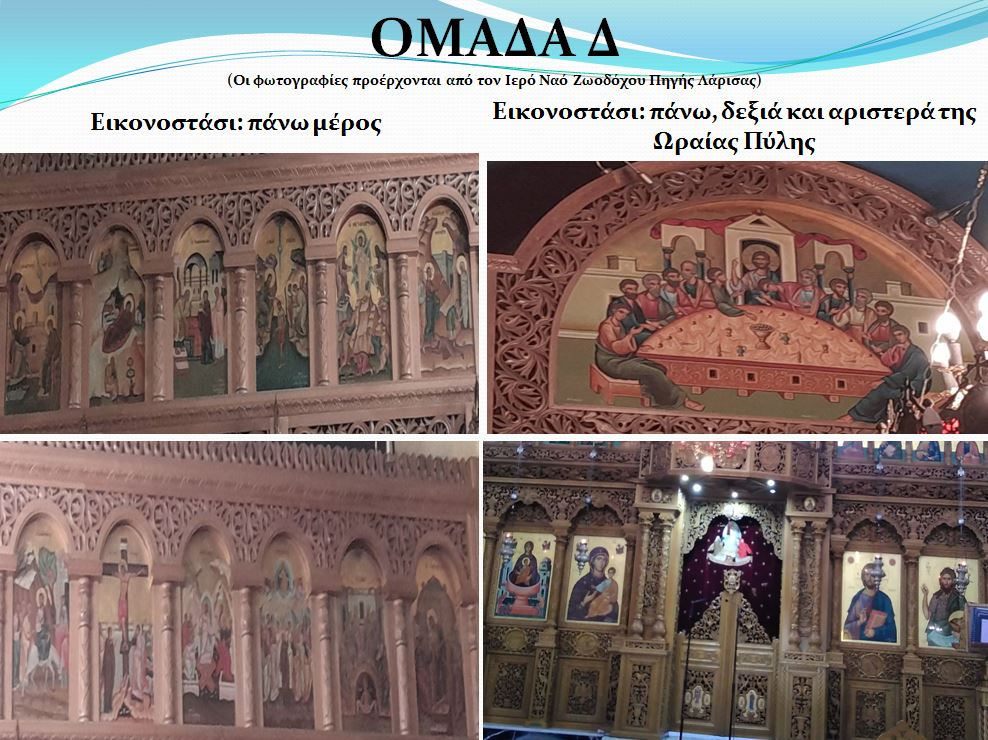 ΟΜΑΔΑ Δ
(Οι φωτογραφίες προέρχονται από τον Ιερό Ναό Ζωοδόχου Πηγής Λάρισας)
Εικονοστάσι: πάνω μέρος
Εικονοστάσι: πάνω, δεξιά και αριστερά της
Ωραίας Πύλης